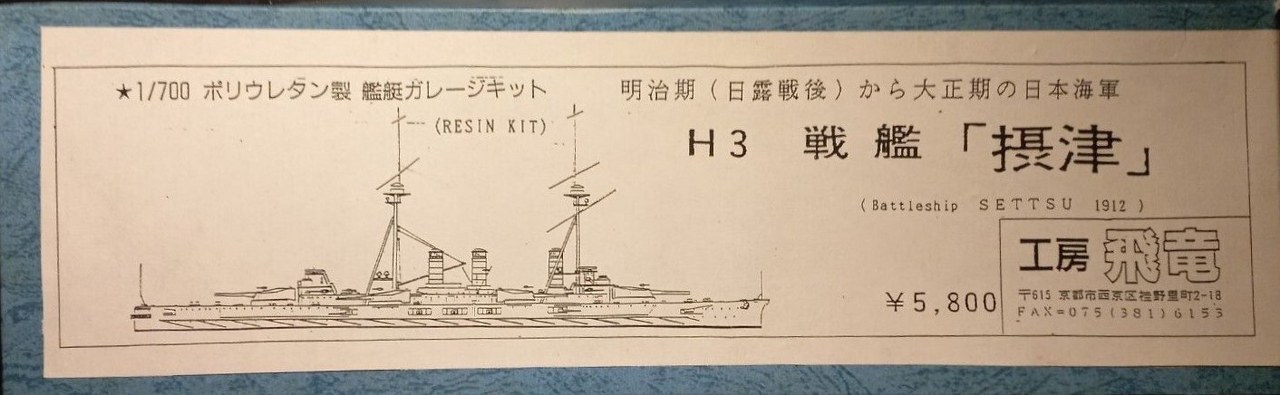 ★1/700 ポリウレタン製 艦艇ガレージキット
(RESIN KIT)
明治期（日露戦後）から大正期の日本海軍
H3 戦艦「摂津」
(Battleship SETTSU 1912)
¥5,800
工房 飛竜
〒615 京都市西京区桂野里町2-18
FAX=075(381)6153